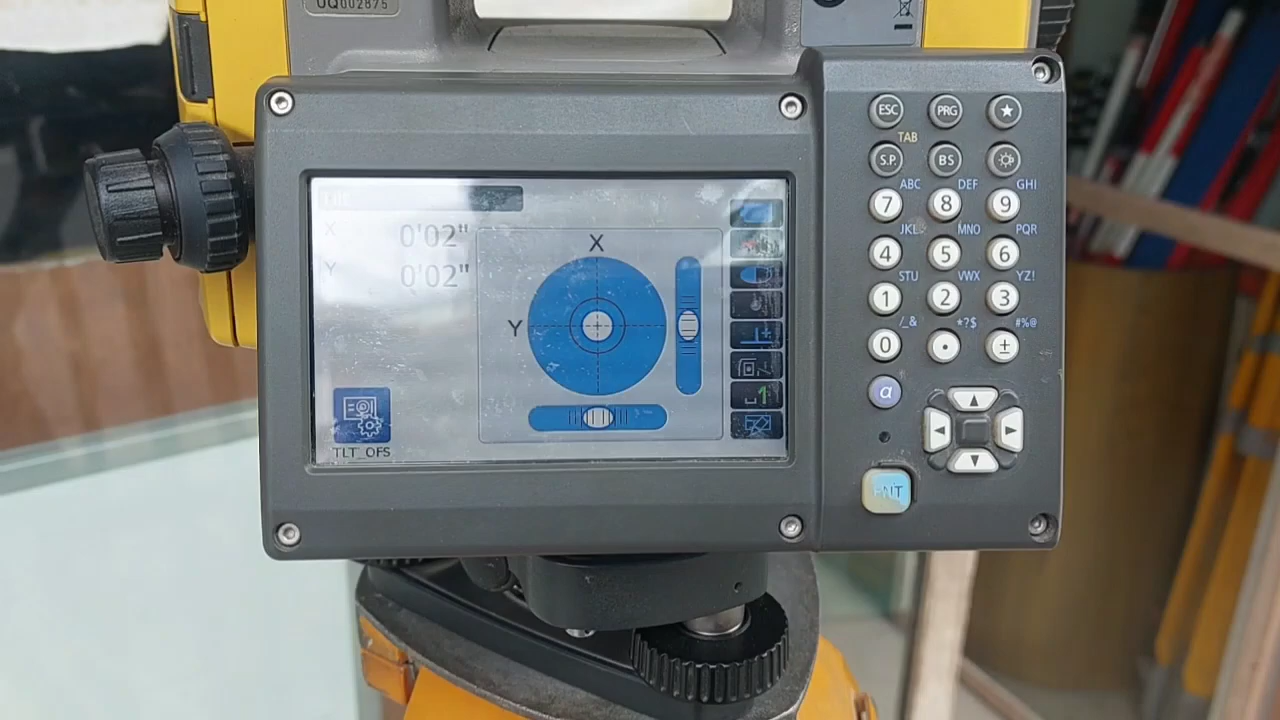 UQ002875
ESC PRG ★
TAB
S.P BS
ABC DEF GHI
7 8 9
JKL MNO PQR
4 5 6
STU VWX YZ!
1 2 3
/_& *?$ #%@
0 • ±
α
ENT
Tilt
X 0'02"
Y 0'02"
X
Y
TLT_OFS